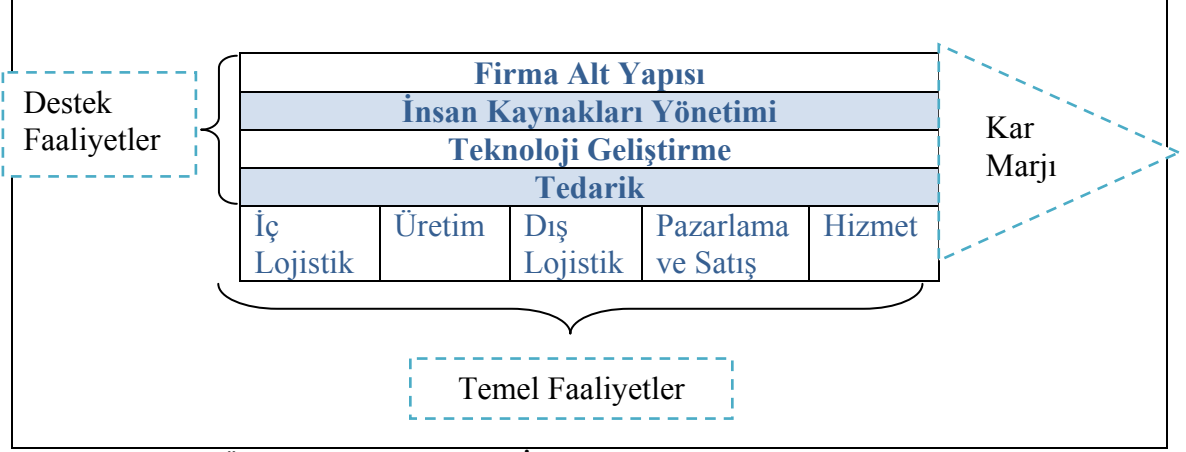 Destek
Faaliyetler
Firma Alt Yapısı
İnsan Kaynakları Yönetimi
Teknoloji Geliştirme
Tedarik
İç
Lojistik
Üretim
Dış
Lojistik
Pazarlama
ve Satış
Hizmet
Kar
Marjı
Temel Faaliyetler